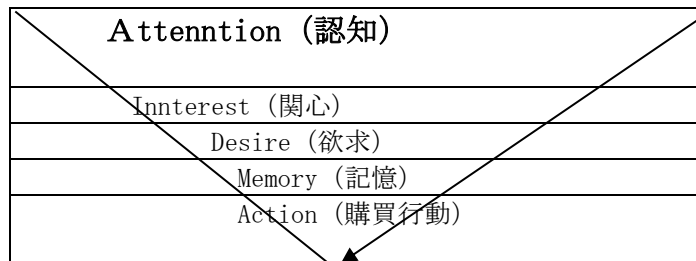 Attenntion（認知）
Innterest（関心）
Desire（欲求）
Memory（記憶）
Action（購買行動）